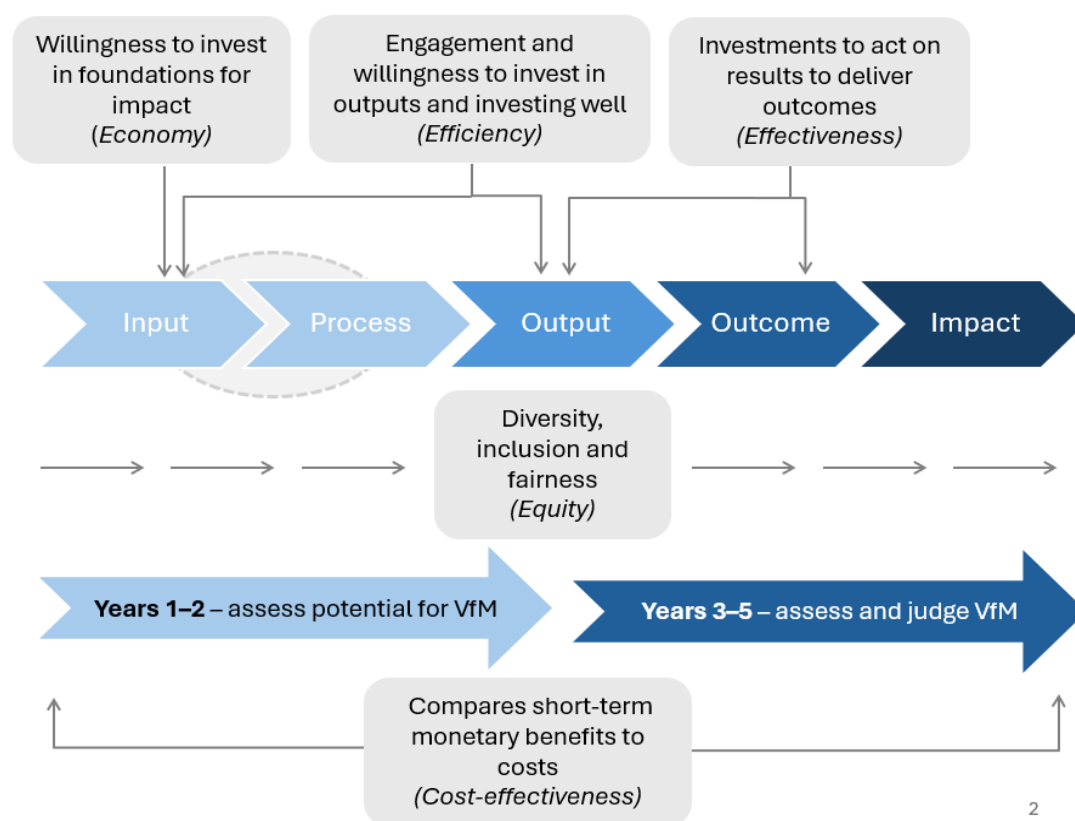 Willingness to invest
in foundations for
impact
(Economy)
Engagement and
willingness to invest in
outputs and investing well
(Efficiency)
Investments to act on
results to deliver
outcomes
(Effectiveness)
Input
Process
Output
Outcome
Impact
Diversity,
inclusion and
fairness
(Equity)
Years 1–2 – assess potential for VfM
Years 3–5 – assess and judge VfM
Compares short-term
monetary benefits to
costs
(Cost-effectiveness)
2